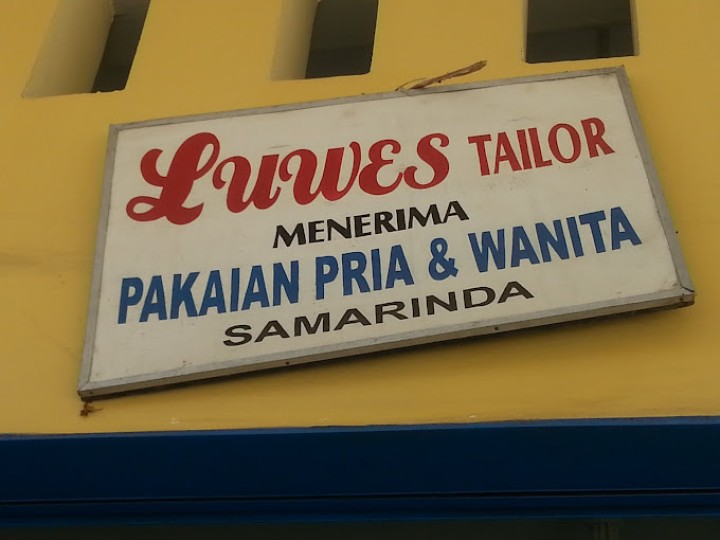 Luwes TAILOR
MENERIMA
PAKAIAN PRIA & WANITA
SAMARINDA